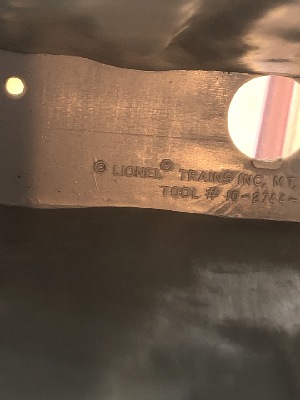 © LIONEL® TRAINS INC. MT.
TOOL #